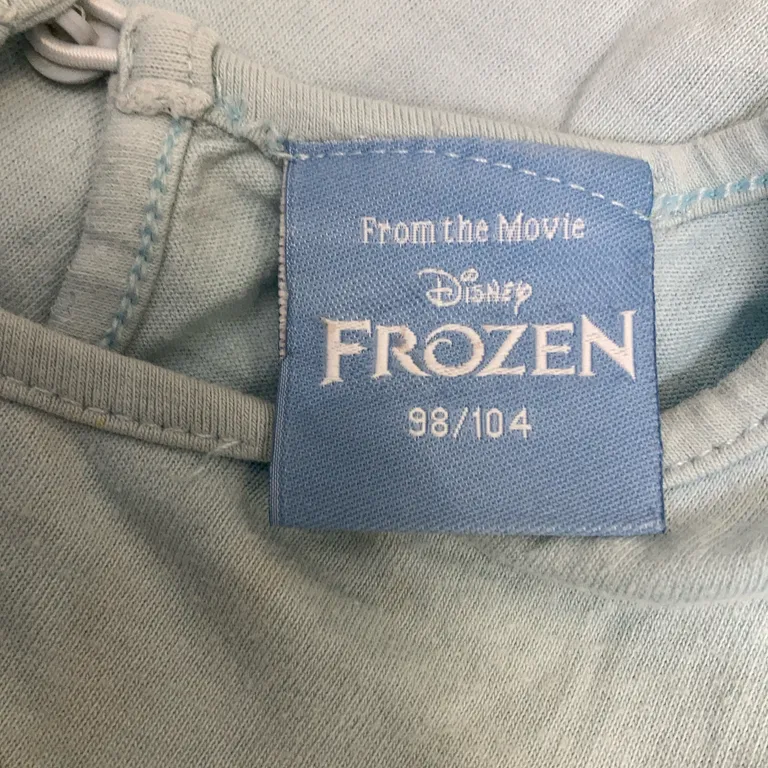 From the Movie
Disney
FROZEN
98/104